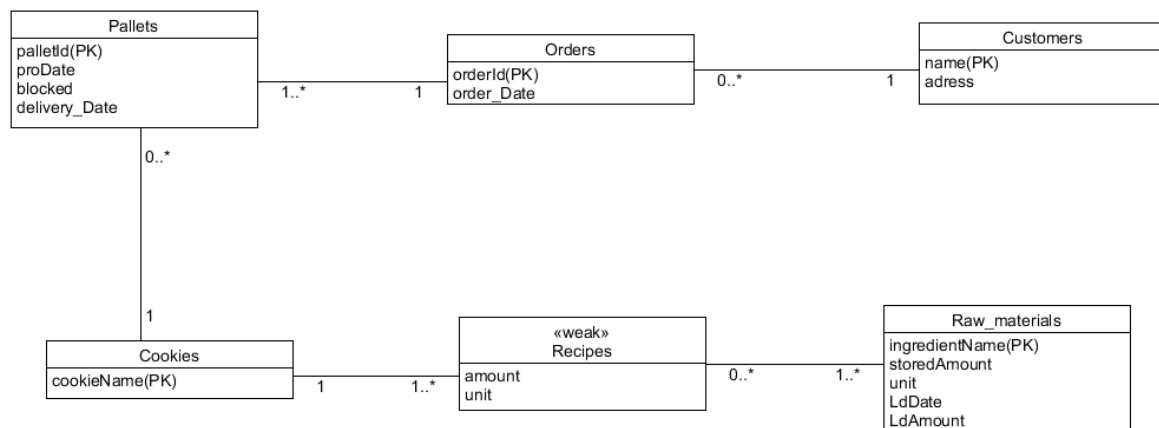 Pallets
palletId(PK)
proDate
blocked
delivery_Date
1..*
1
Orders
orderId(PK)
order_Date
0..*
1
Customers
name(PK)
adress
0..*
1
Cookies
cookieName(PK)
1
1..*
«weak»
Recipes
amount
unit
0..*
1..*
Raw_materials
ingredientName(PK)
storedAmount
unit
LdDate
LdAmount